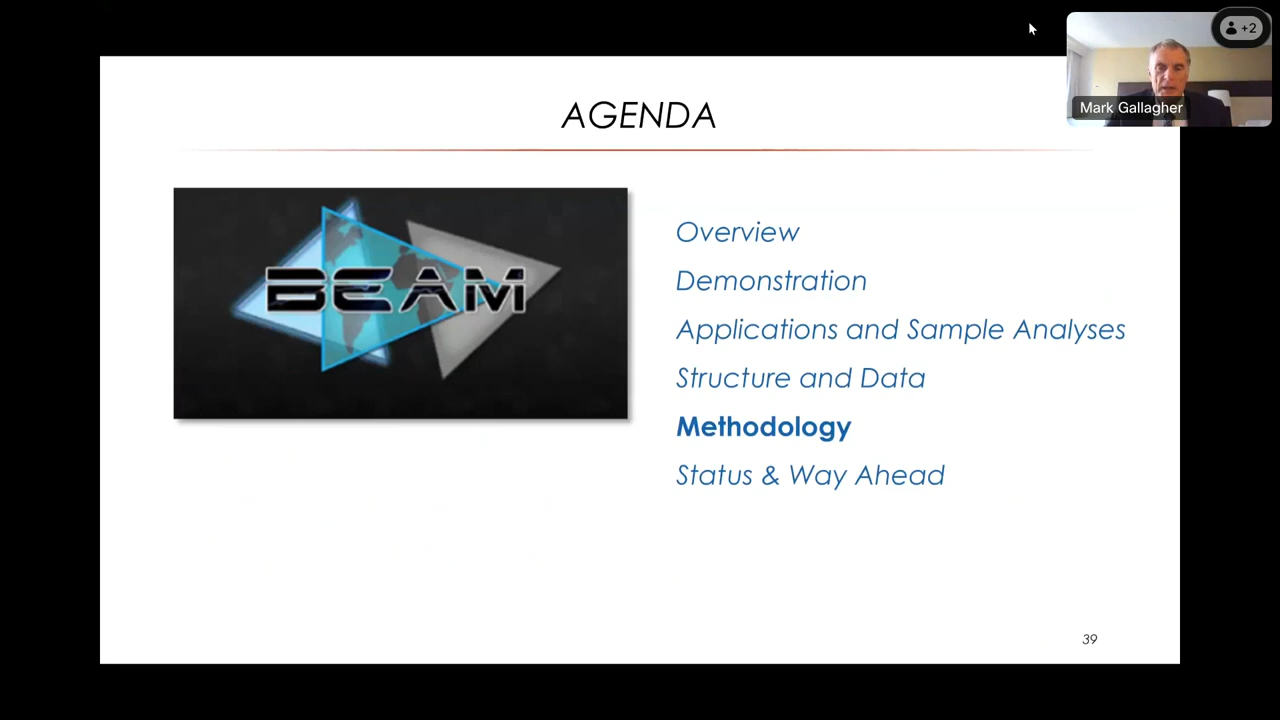 +2
Mark Gallagher
AGENDA
BEAM
Overview
Demonstration
Applications and Sample Analyses
Structure and Data
Methodology
Status & Way Ahead
39